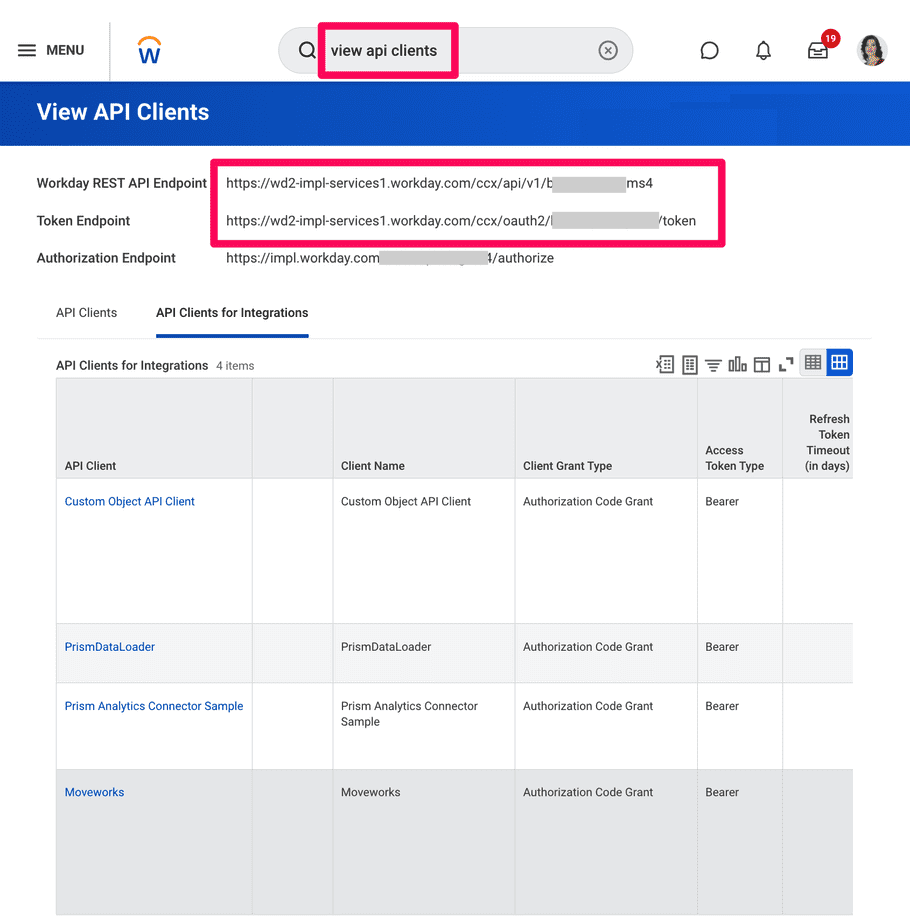 MENU
view api clients
19
View API Clients
Workday REST API Endpoint https://wd2-impl-services1.workday.com/ccx/api/v1/b ms4
Token Endpoint https://wd2-impl-services1.workday.com/ccx/oauth2/ /token
Authorization Endpoint https://impl.workday.com 4/authorize
API Clients API Clients for Integrations
API Clients for Integrations 4 items
API Client Client Name Client Grant Type Access Token Type Refresh Token Timeout (in days)
Custom Object API Client Custom Object API Client Authorization Code Grant Bearer
PrismDataLoader PrismDataLoader Authorization Code Grant Bearer
Prism Analytics Connector Sample Prism Analytics Connector Authorization Code Grant Bearer
Sample
Moveworks Moveworks Authorization Code Grant Bearer